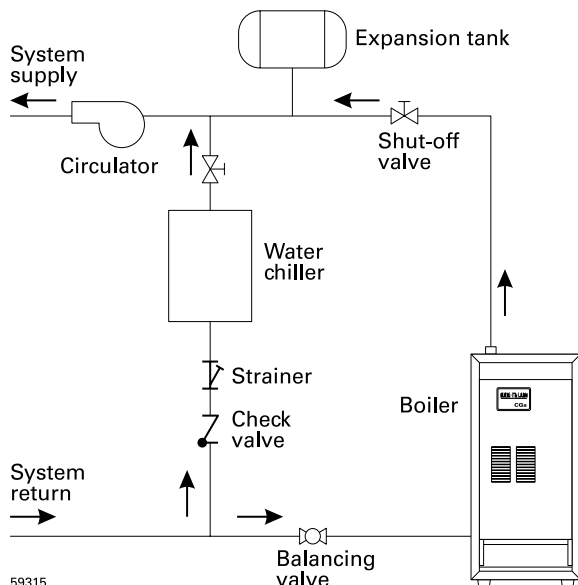 Expansion tank
System
supply
Circulator
Shut-off
valve
Water
chiller
Strainer
Check
valve
Boiler
CGa
System
return
Balancing
valve
59315